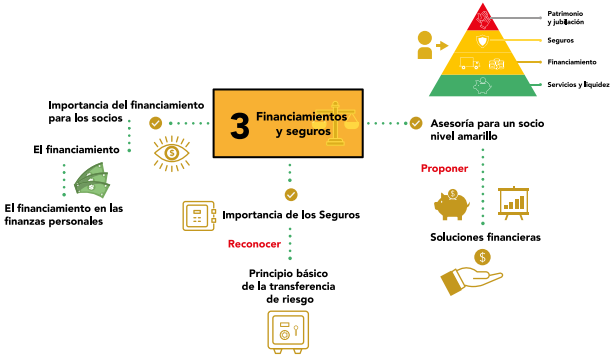 Patrimonio
y jubilación
Seguros
Financiamiento
Servicios y liquidez
Importancia del financiamiento
para los socios
3
Financiamientos
y seguros
Asesoría para un socio
nivel amarillo
El financiamiento
Proponer
El financiamiento en las
finanzas personales
Importancia de los Seguros
Reconocer
Soluciones financieras
Principio básico
de la transferencia
de riesgo